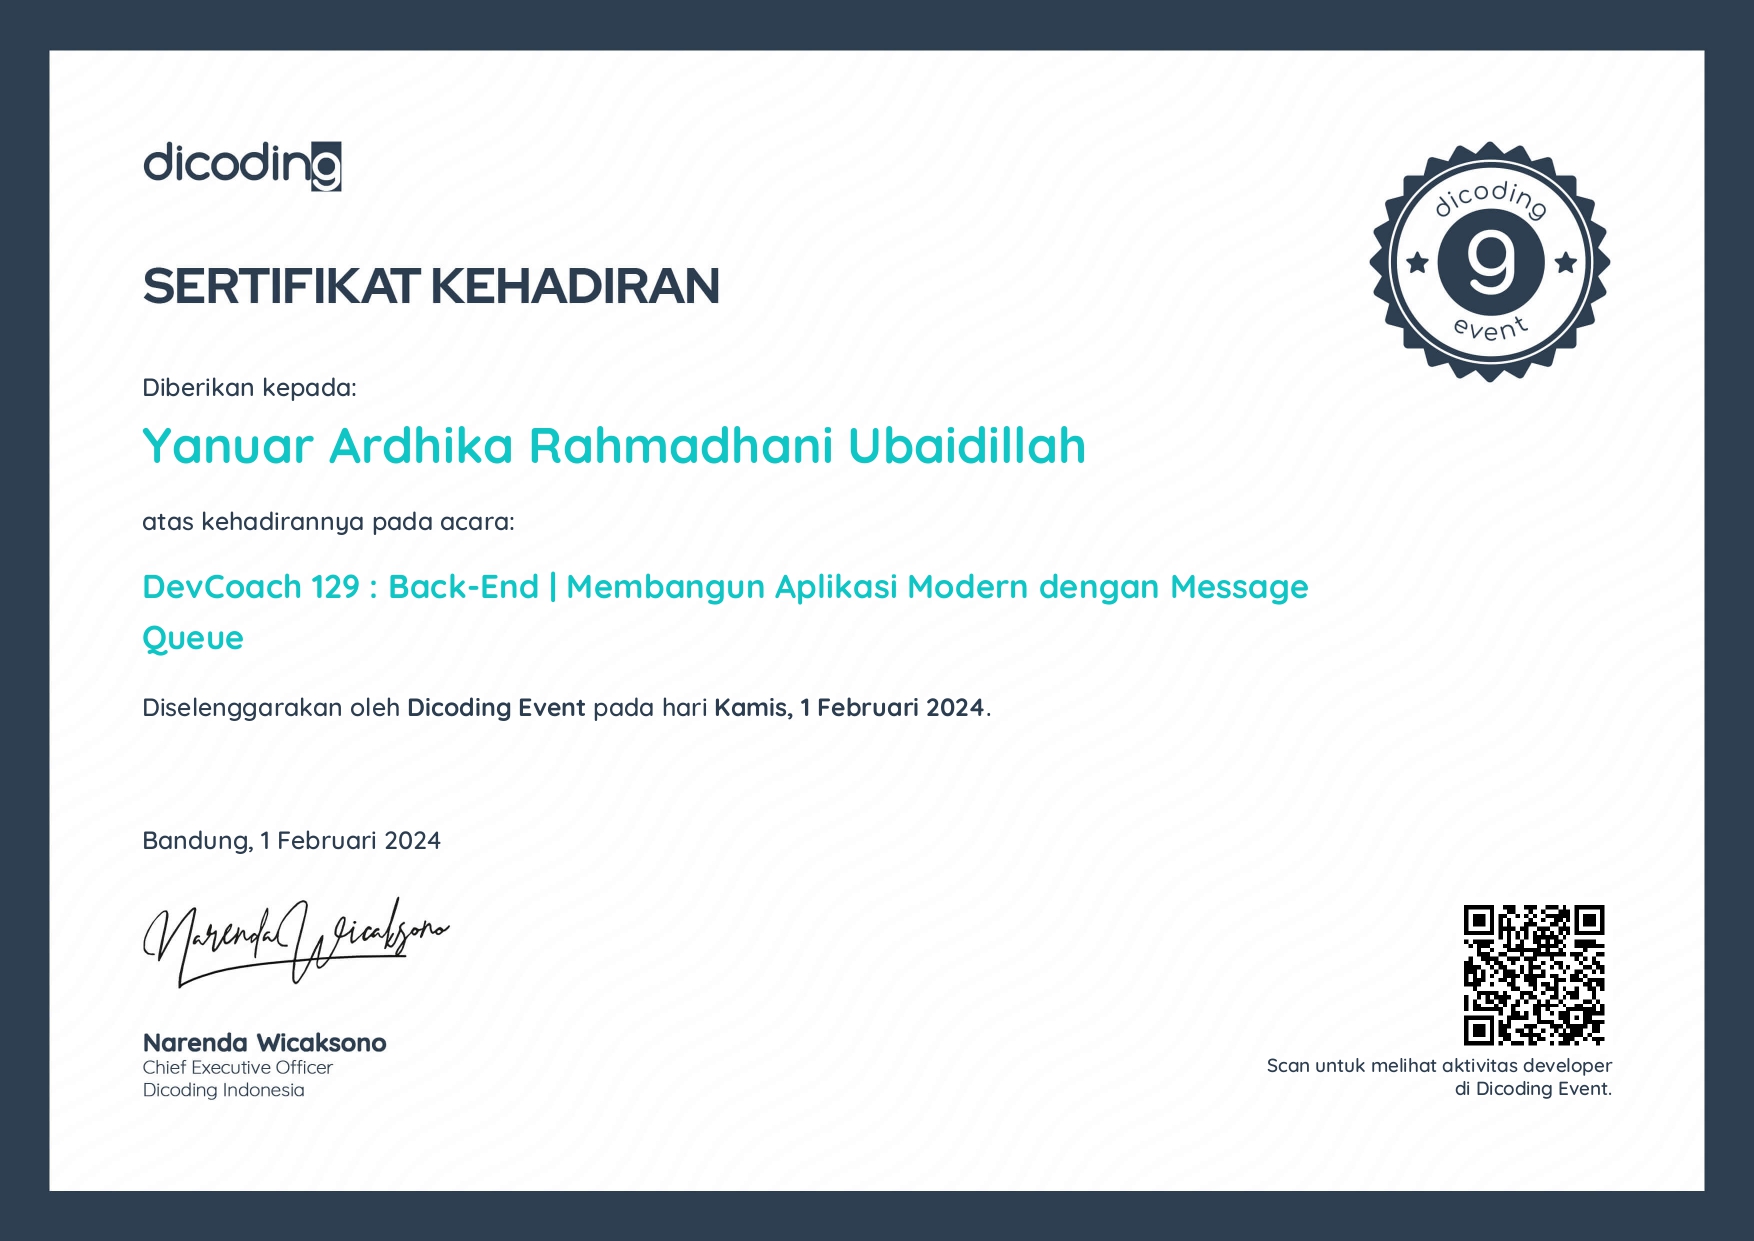 dicoding
SERTIFIKAT KEHADIRAN
dicoding
g
event
Diberikan kepada:
Yanuar Ardhika Rahmadhani Ubaidillah
atas kehadirannya pada acara:
DevCoach 129 : Back-End | Membangun Aplikasi Modern dengan Message
Queue
Diselenggarakan oleh Dicoding Event pada hari Kamis, 1 Februari 2024.
Bandung, 1 Februari 2024
Narenda Wicaksono
Narenda Wicaksono
Chief Executive Officer
Dicoding Indonesia
Scan untuk melihat aktivitas developer
di Dicoding Event.